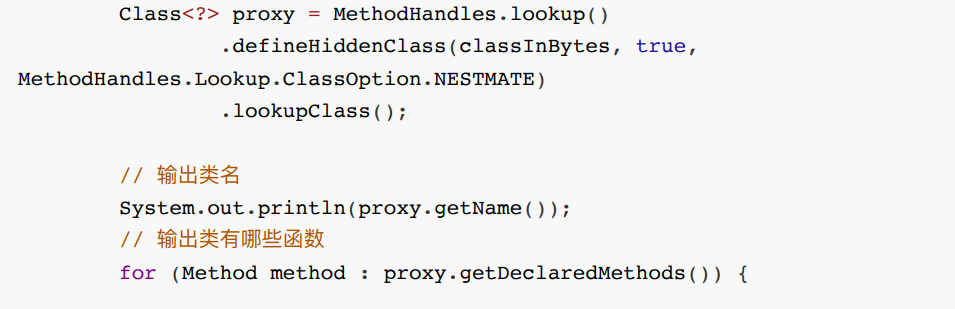 Class<?> proxy = MethodHandles.lookup()
.defineHiddenClass(classInBytes, true,
MethodHandles.Lookup.ClassOption.NESTMATE)
.lookupClass();
// 输出类名
System.out.println(proxy.getName());
// 输出类有哪些函数
for (Method method : proxy.getDeclaredMethods()) {